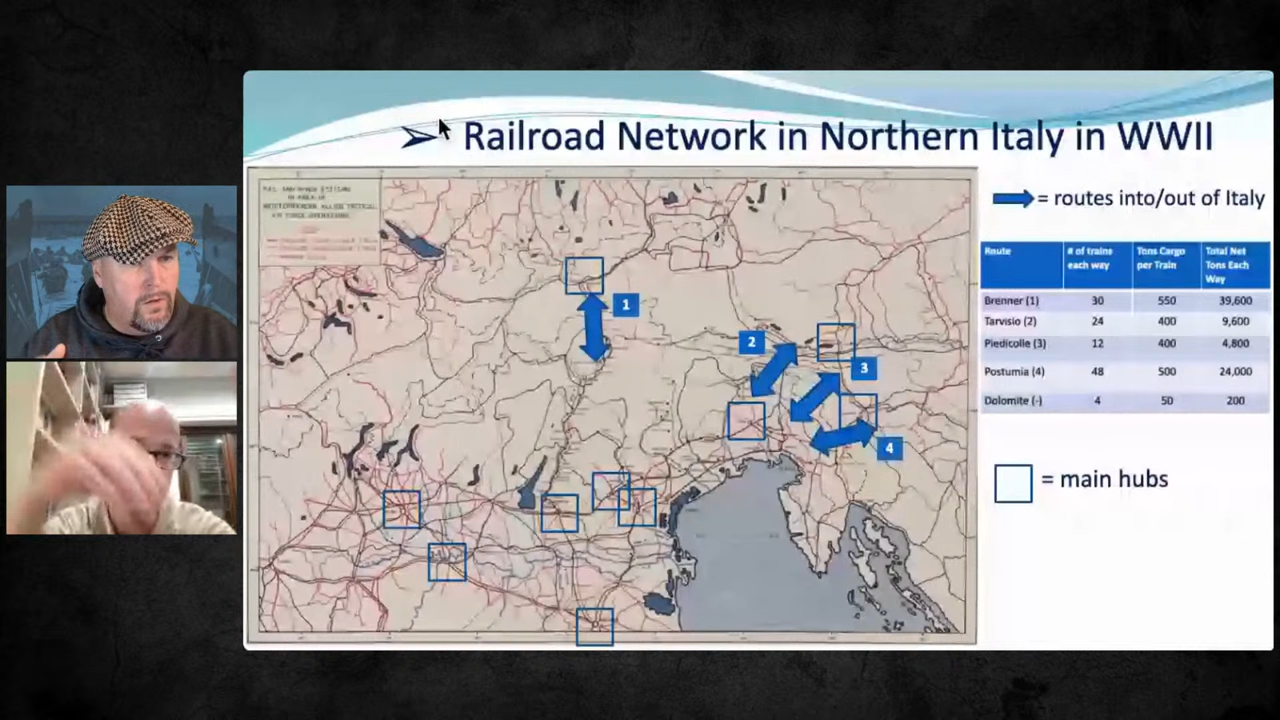 ➢ Railroad Network in Northern Italy in WWII
= routes into/out of Italy
Route # of trains each way Tons Cargo per Train Total Net Tons Each Way
Brenner (1) 30 550 39,600
Tarvisio (2) 24 400 9,600
Piedicolle (3) 12 400 4,800
Postumia (4) 48 500 24,000
Dolomite (-) 4 50 200
= main hubs
1
2
3
4